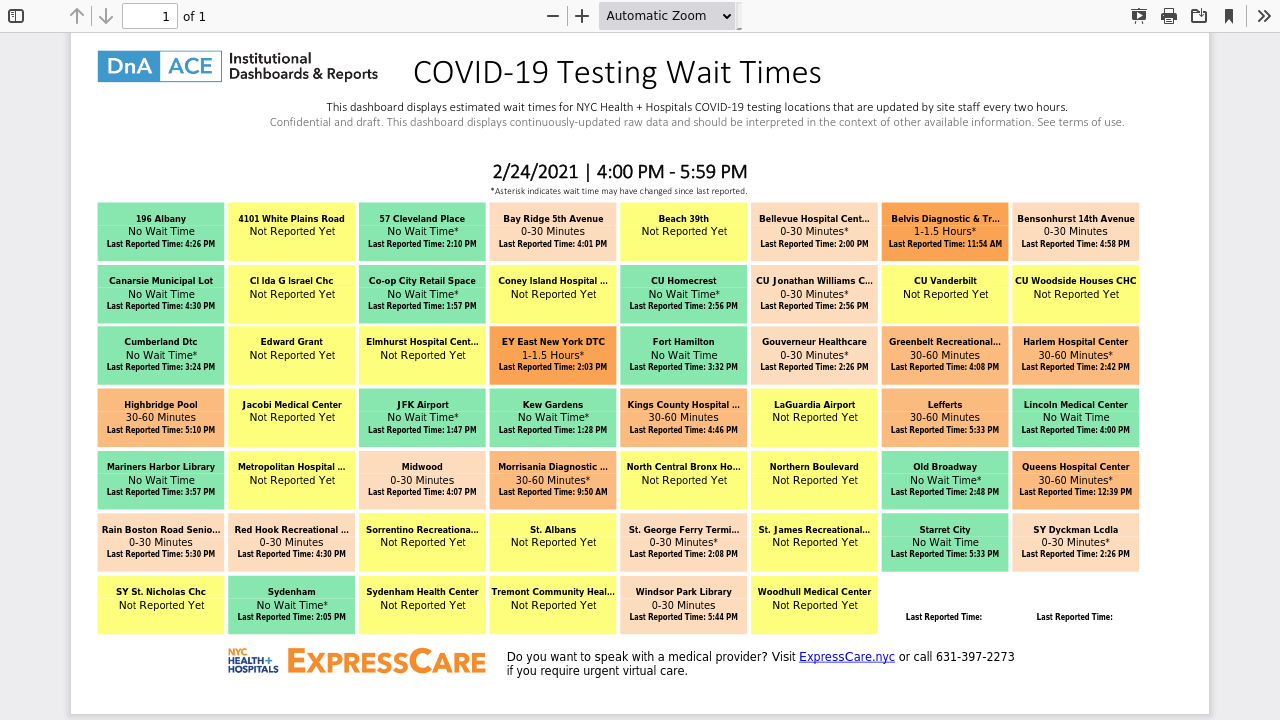 1 of 1 Automatic Zoom
DnA ACE Institutional
Dashboards & Reports
COVID-19 Testing Wait Times
This dashboard displays estimated wait times for NYC Health + Hospitals COVID-19 testing locations that are updated by site staff every two hours.
Confidential and draft. This dashboard displays continuously-updated raw data and should be interpreted in the context of other available information. See terms of use.
2/24/2021 | 4:00 PM - 5:59 PM
*Asterisk indicates wait time may have changed since last reported.
196 Albany
No Wait Time
Last Reported Time: 4:26 PM
4101 White Plains Road
Not Reported Yet
57 Cleveland Place
No Wait Time*
Last Reported Time: 2:10 PM
Bay Ridge 5th Avenue
0-30 Minutes
Last Reported Time: 4:01 PM
Beach 39th
Not Reported Yet
Bellevue Hospital Cent...
0-30 Minutes*
Last Reported Time: 2:00 PM
Belvis Diagnostic & Tr...
1-1.5 Hours*
Last Reported Time: 11:54 AM
Bensonhurst 14th Avenue
0-30 Minutes
Last Reported Time: 4:58 PM
Canarsie Municipal Lot
No Wait Time
Last Reported Time: 4:30 PM
Cl Ida G Israel Chc
Not Reported Yet
Co-op City Retail Space
No Wait Time*
Last Reported Time: 1:57 PM
Coney Island Hospital ...
Not Reported Yet
CU Homecrest
No Wait Time*
Last Reported Time: 2:56 PM
CU Jonathan Williams C...
0-30 Minutes*
Last Reported Time: 2:56 PM
CU Vanderbilt
Not Reported Yet
CU Woodside Houses CHC
Not Reported Yet
Cumberland Dtc
No Wait Time*
Last Reported Time: 3:24 PM
Edward Grant
Not Reported Yet
Elmhurst Hospital Cent...
Not Reported Yet
EY East New York DTC
1-1.5 Hours*
Last Reported Time: 2:03 PM
Fort Hamilton
No Wait Time
Last Reported Time: 3:32 PM
Gouverneur Healthcare
0-30 Minutes*
Last Reported Time: 2:26 PM
Greenbelt Recreational...
30-60 Minutes
Last Reported Time: 4:08 PM
Harlem Hospital Center
30-60 Minutes*
Last Reported Time: 2:42 PM
Highbridge Pool
30-60 Minutes
Last Reported Time: 5:10 PM
Jacobi Medical Center
Not Reported Yet
JFK Airport
No Wait Time*
Last Reported Time: 1:47 PM
Kew Gardens
No Wait Time*
Last Reported Time: 1:28 PM
Kings County Hospital ...
30-60 Minutes
Last Reported Time: 4:46 PM
LaGuardia Airport
Not Reported Yet
Lefferts
30-60 Minutes
Last Reported Time: 5:33 PM
Lincoln Medical Center
No Wait Time
Last Reported Time: 4:00 PM
Mariners Harbor Library
No Wait Time
Last Reported Time: 3:57 PM
Metropolitan Hospital ...
Not Reported Yet
Midwood
0-30 Minutes
Last Reported Time: 4:07 PM
Morrisania Diagnostic ...
30-60 Minutes*
Last Reported Time: 9:50 AM
North Central Bronx Ho...
Not Reported Yet
Northern Boulevard
Not Reported Yet
Old Broadway
No Wait Time*
Last Reported Time: 2:48 PM
Queens Hospital Center
30-60 Minutes*
Last Reported Time: 12:39 PM
Rain Boston Road Senio...
0-30 Minutes
Last Reported Time: 5:30 PM
Red Hook Recreational ...
0-30 Minutes
Last Reported Time: 4:30 PM
Sorrentino Recreationa...
Not Reported Yet
St. Albans
Not Reported Yet
St. George Ferry Termi...
0-30 Minutes*
Last Reported Time: 2:08 PM
St. James Recreational...
Not Reported Yet
Starret City
No Wait Time
Last Reported Time: 5:33 PM
SY Dyckman Lcdla
0-30 Minutes*
Last Reported Time: 2:26 PM
SY St. Nicholas Chc
Not Reported Yet
Sydenham
No Wait Time*
Last Reported Time: 2:05 PM
Sydenham Health Center
Not Reported Yet
Tremont Community Heal...
Not Reported Yet
Windsor Park Library
0-30 Minutes
Last Reported Time: 5:44 PM
Woodhull Medical Center
Not Reported Yet
Last Reported Time:
Last Reported Time:
NYC
HEALTH+
HOSPITALS
EXPRESSCARE
Do you want to speak with a medical provider? Visit ExpressCare.nyc or call 631-397-2273
if you require urgent virtual care.